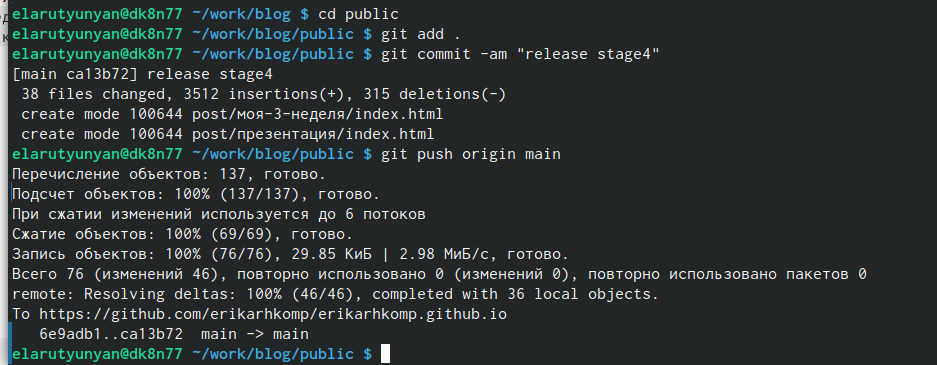 elarutyunyan@dk8n77 ~/work/blog $ cd public
elarutyunyan@dk8n77 ~/work/blog/public $ git add .
elarutyunyan@dk8n77 ~/work/blog/public $ git commit -am "release stage4"
[main ca13b72] release stage4
 38 files changed, 3512 insertions(+), 315 deletions(-)
 create mode 100644 post/моя-3-неделя/index.html
 create mode 100644 post/презентация/index.html
elarutyunyan@dk8n77 ~/work/blog/public $ git push origin main
Перечисление объектов: 137, готово.
Подсчет объектов: 100% (137/137), готово.
При сжатии изменений используется до 6 потоков
Сжатие объектов: 100% (69/69), готово.
Запись объектов: 100% (76/76), 29.85 КиБ | 2.98 МиБ/с, готово.
Всего 76 (изменений 46), повторно использовано 0 (изменений 0), повторно использовано пакетов 0
remote: Resolving deltas: 100% (46/46), completed with 36 local objects.
To https://github.com/erikarhkomp/erikarhkomp.github.io
   6e9adb1..ca13b72  main -> main
elarutyunyan@dk8n77 ~/work/blog/public $